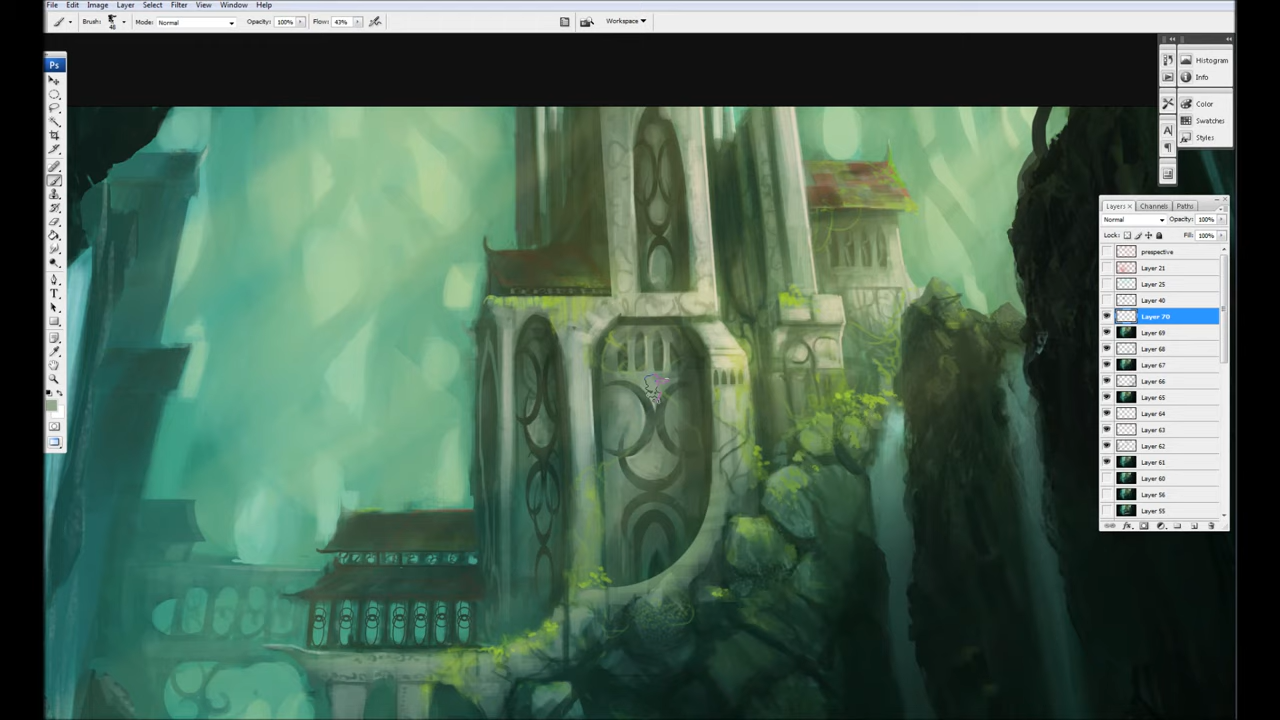 File Edit Image Layer Select Filter View Window Help
Brush: 48 Mode: Normal Opacity: 100% Flow: 43% Workspace
Ps
Histogram
Info
Color
Swatches
Styles
Layers Channels Paths
Normal Opacity: 100%
Lock: Fill: 100%
prespective
Layer 21
Layer 25
Layer 40
Layer 70
Layer 69
Layer 68
Layer 67
Layer 66
Layer 65
Layer 64
Layer 63
Layer 62
Layer 61
Layer 60
Layer 56
Layer 55